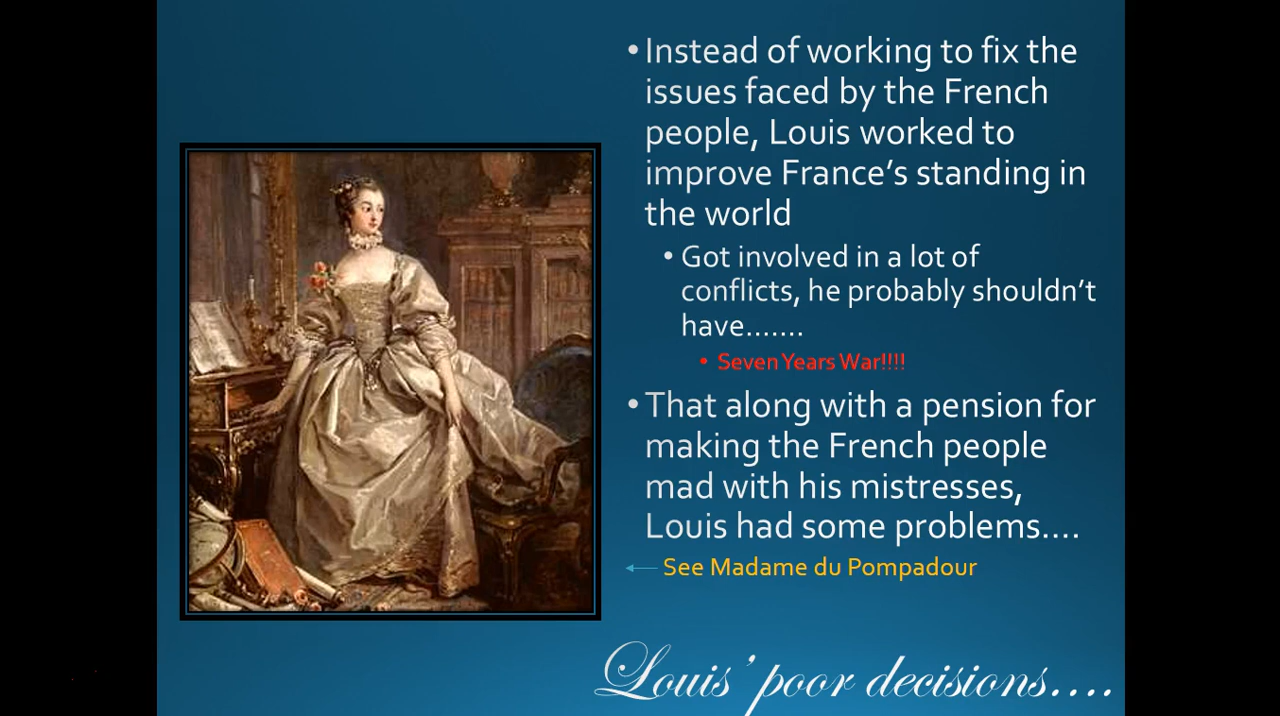 • Instead of working to fix the
issues faced by the French
people, Louis worked to
improve France's standing in
the world
• Got involved in a lot of
conflicts, he probably shouldn't
have.......
• Seven Years War!!!!
• That along with a pension for
making the French people
mad with his mistresses,
Louis had some problems....
See Madame du Pompadour
Louis' poor decisions....